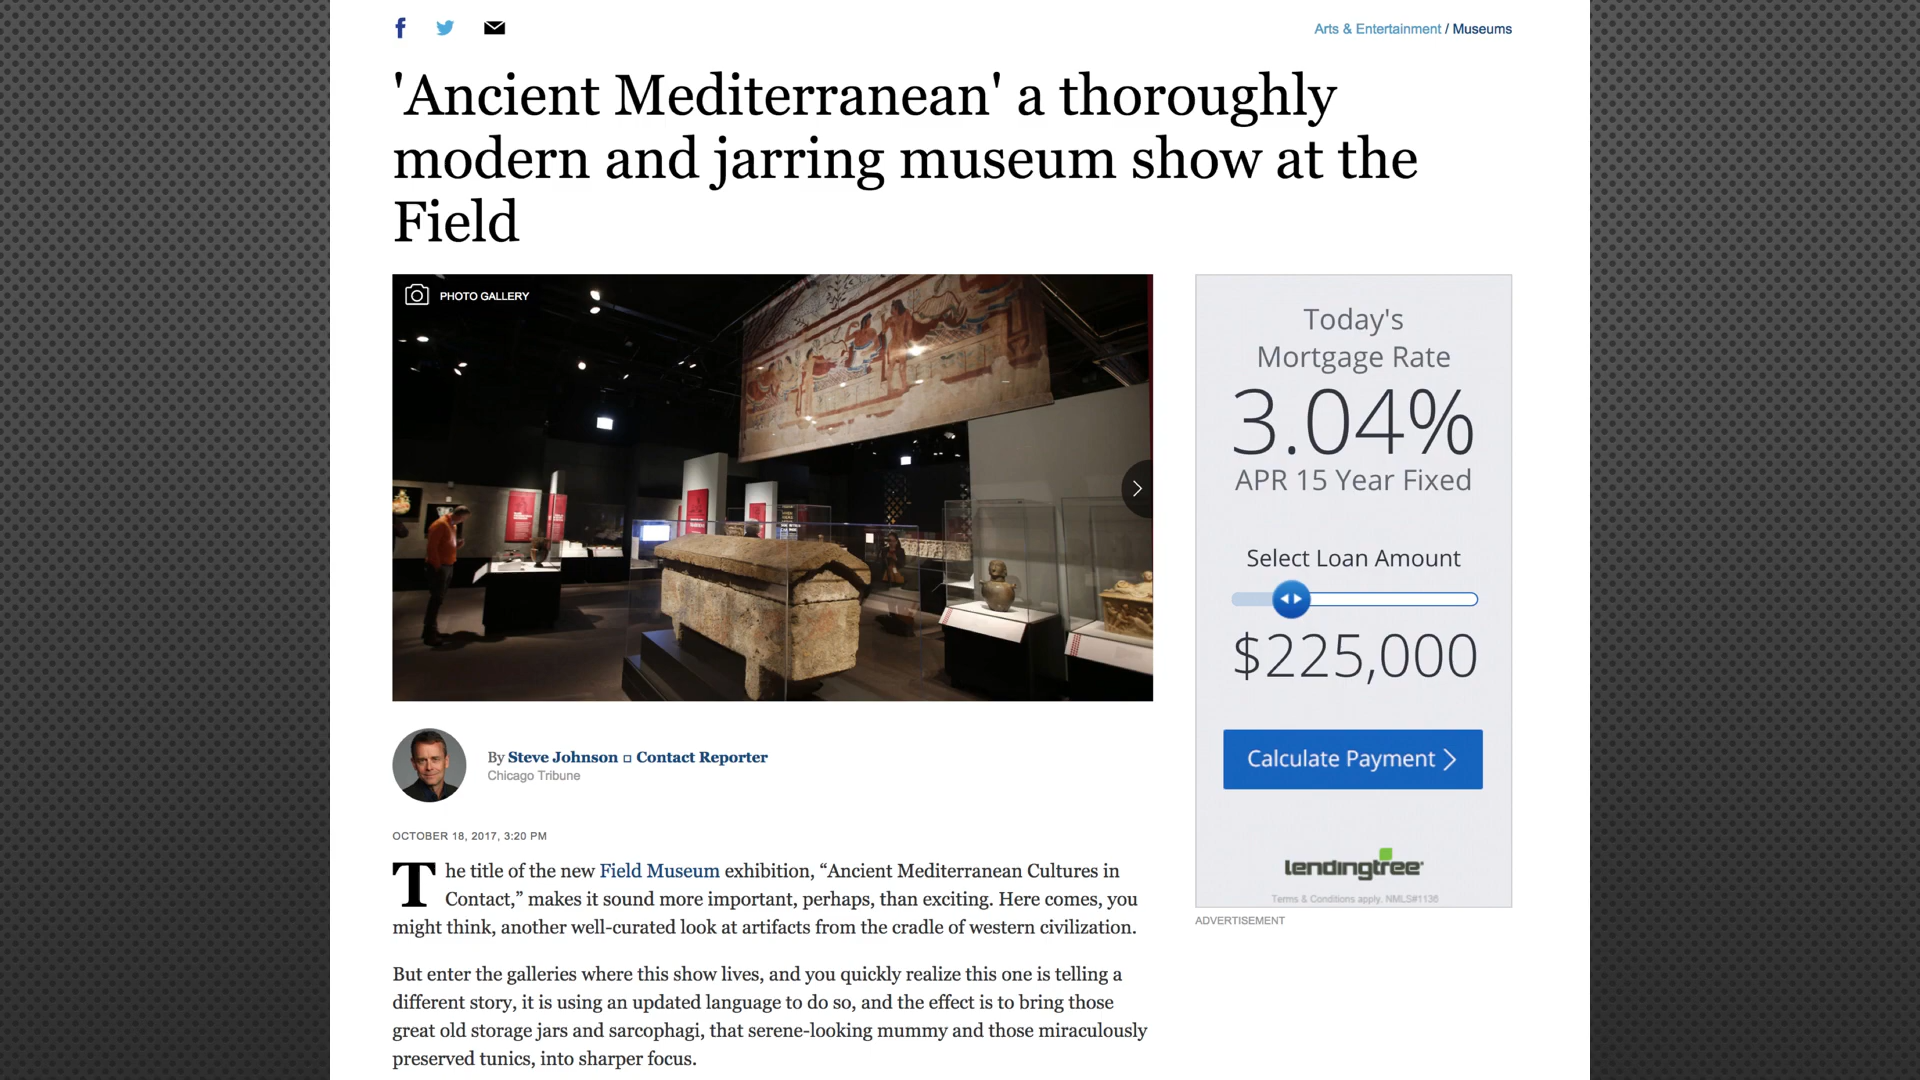 Arts & Entertainment / Museums
'Ancient Mediterranean' a thoroughly
modern and jarring museum show at the
Field
PHOTO GALLERY
Today's
Mortgage Rate
3.04%
APR 15 Year Fixed
Select Loan Amount
$225,000
Calculate Payment
lendingtree
Terms & Conditions apply. NMLS#1136
ADVERTISEMENT
By Steve Johnson ▫ Contact Reporter
Chicago Tribune
OCTOBER 18, 2017, 3:20 PM
The title of the new Field Museum exhibition, “Ancient Mediterranean Cultures in
Contact,” makes it sound more important, perhaps, than exciting. Here comes, you
might think, another well-curated look at artifacts from the cradle of western civilization.
But enter the galleries where this show lives, and you quickly realize this one is telling a
different story, it is using an updated language to do so, and the effect is to bring those
great old storage jars and sarcophagi, that serene-looking mummy and those miraculously
preserved tunics, into sharper focus.